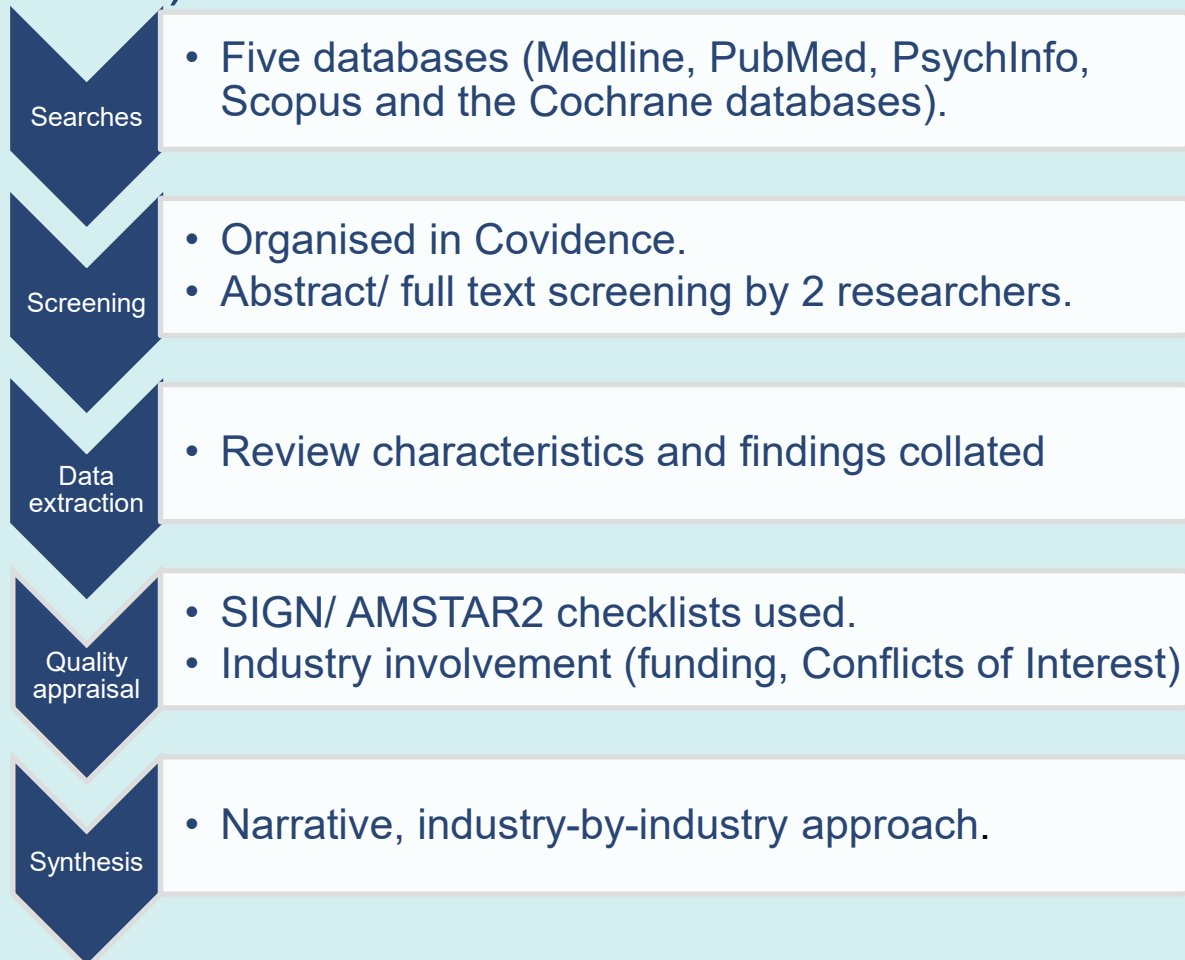 Searches
• Five databases (Medline, PubMed, PsychInfo,
Scopus and the Cochrane databases).
Screening
• Organised in Covidence.
• Abstract/ full text screening by 2 researchers.
Data
extraction
• Review characteristics and findings collated
Quality
appraisal
• SIGN/ AMSTAR2 checklists used.
• Industry involvement (funding, Conflicts of Interest)
Synthesis
• Narrative, industry-by-industry approach.